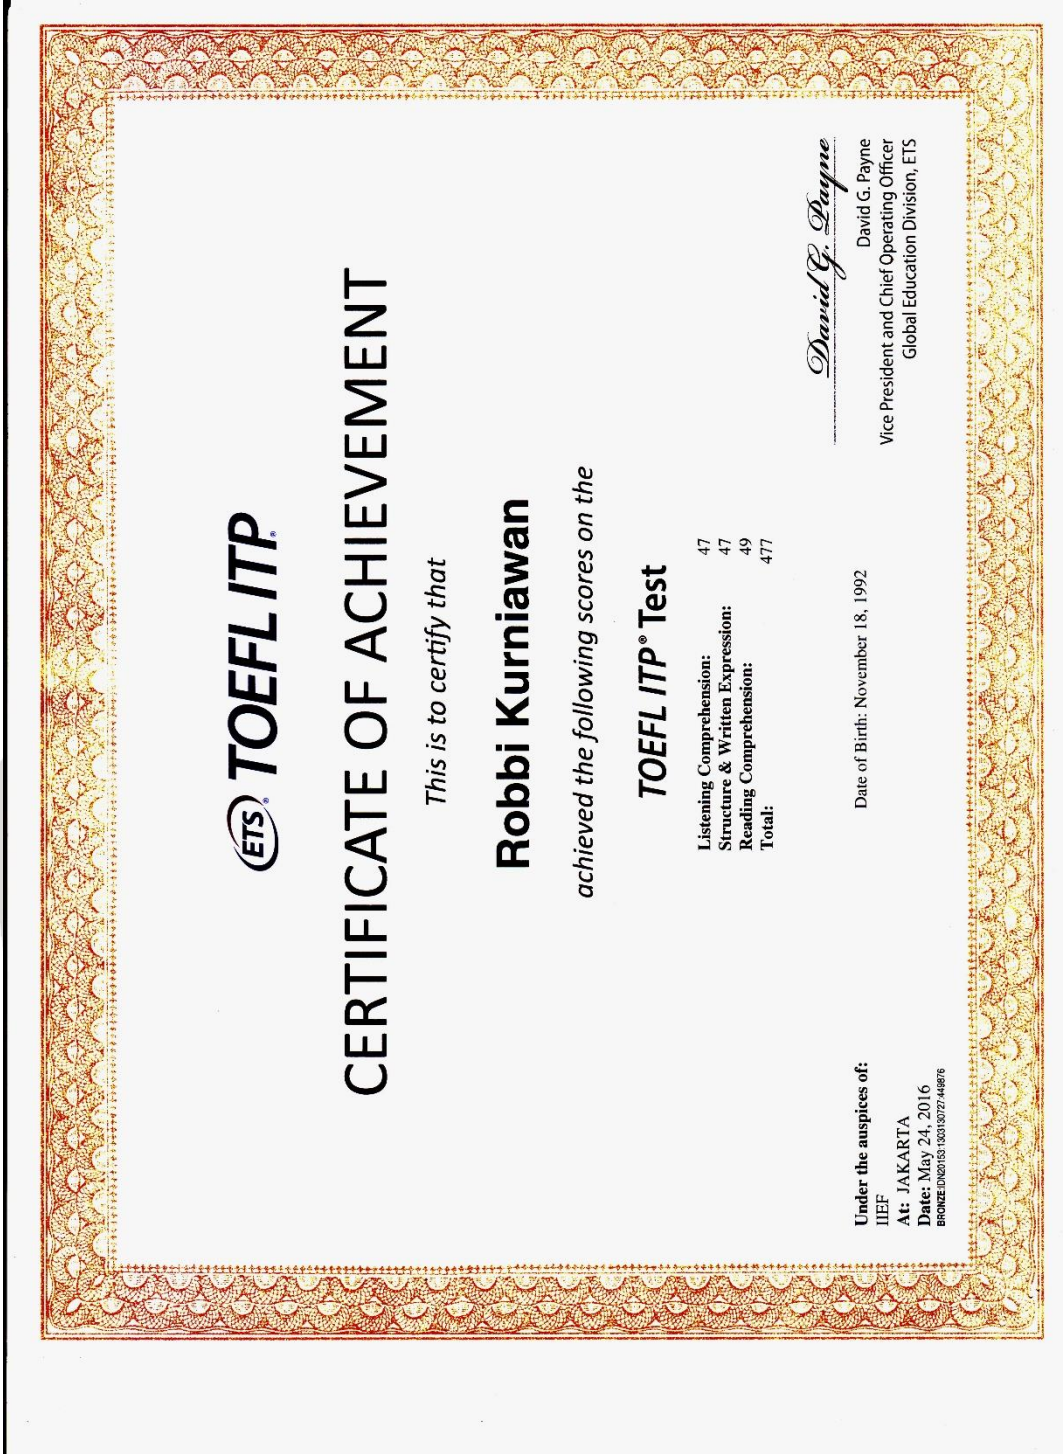 ETS® TOEFL ITP®
CERTIFICATE OF ACHIEVEMENT
This is to certify that
Robbi Kurniawan
achieved the following scores on the
TOEFL ITP® Test
Listening Comprehension: 47
Structure & Written Expression: 47
Reading Comprehension: 49
Total: 477
Under the auspices of:
IIEF
At: JAKARTA
Date: May 24, 2016
Date of Birth: November 18, 1992
David G. Payne
David G. Payne
Vice President and Chief Operating Officer
Global Education Division, ETS